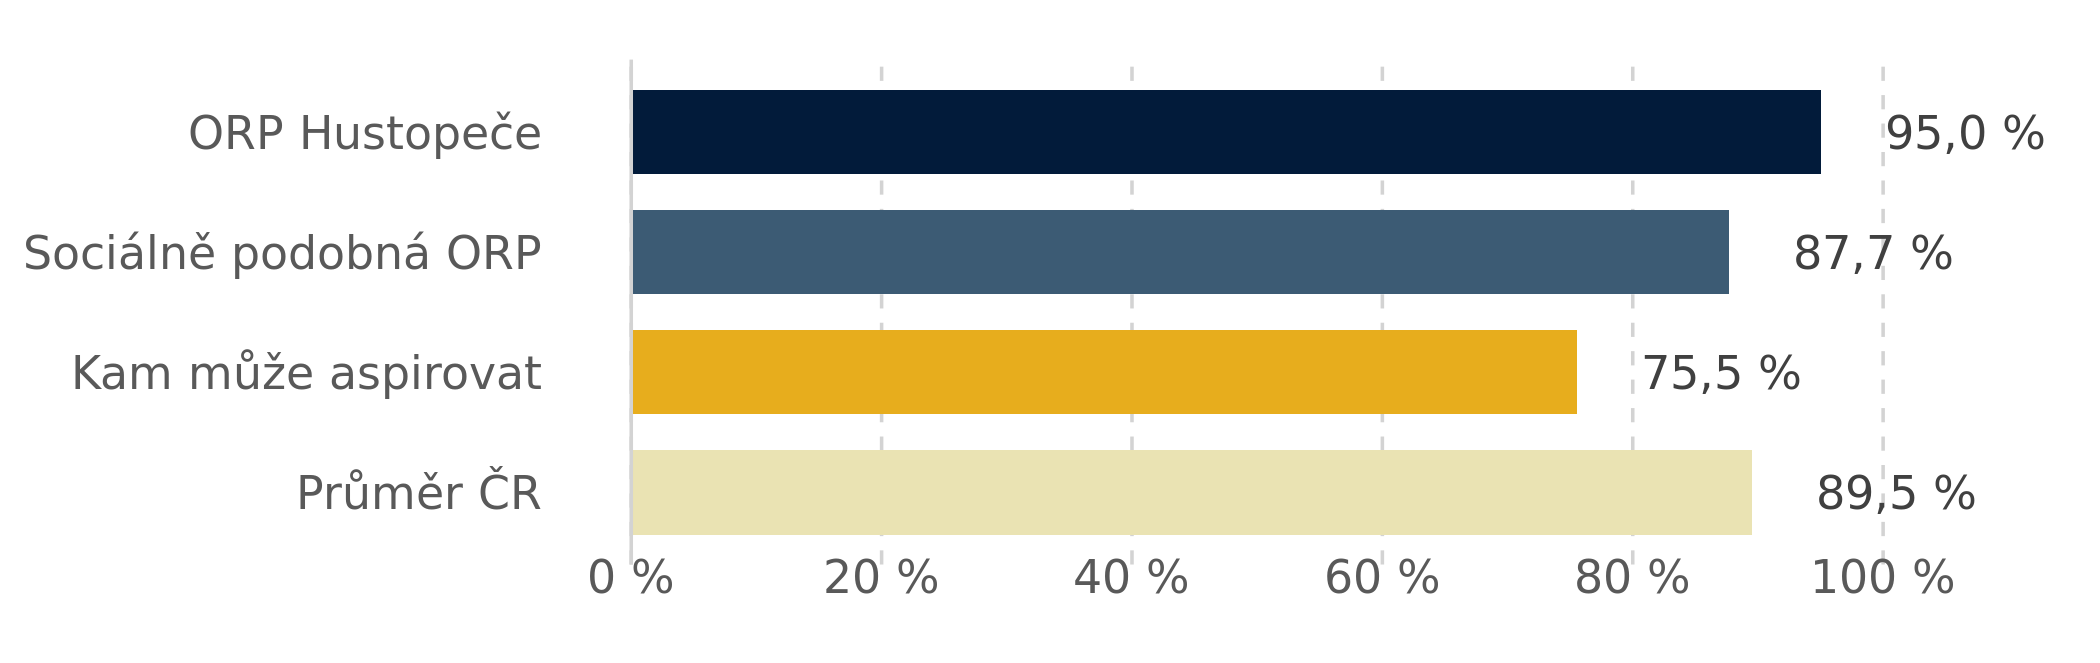 ORP Hustopeče 95,0 %
Sociálně podobná ORP 87,7 %
Kam může aspirovat 75,5 %
Průměr ČR 89,5 %
0 % 20 % 40 % 60 % 80 % 100 %